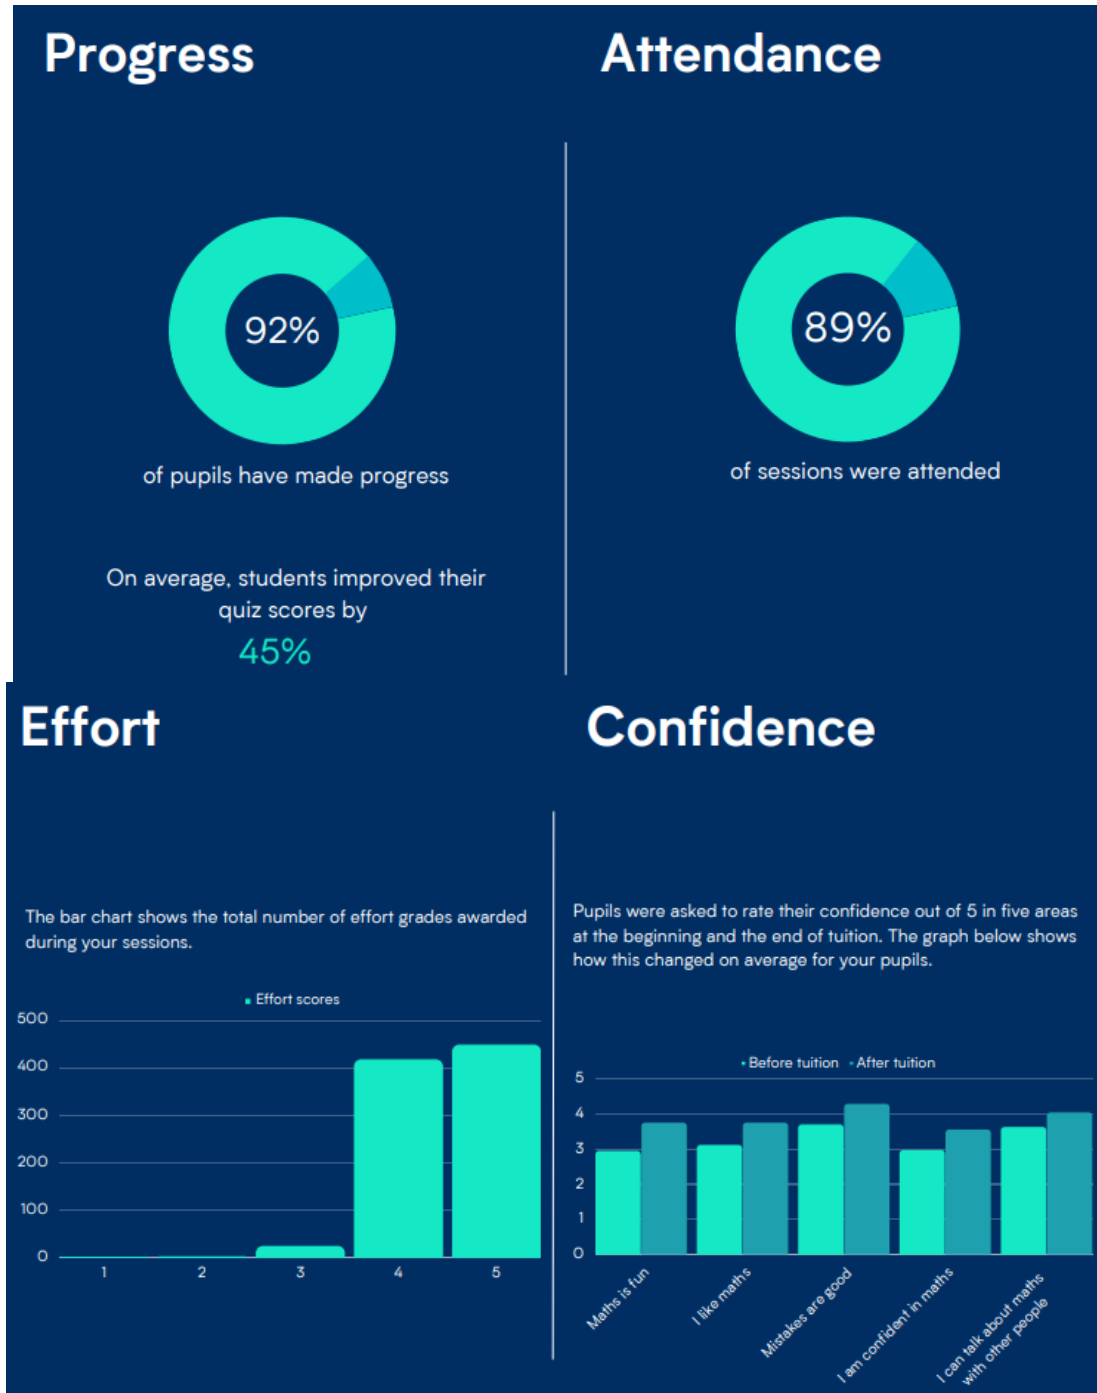 Progress
92%
of pupils have made progress
On average, students improved their
quiz scores by
45%
Attendance
89%
of sessions were attended
Effort
The bar chart shows the total number of effort grades awarded
during your sessions.
Effort scores
500
400
300
200
100
0
1 2 3 4 5
Confidence
Pupils were asked to rate their confidence out of 5 in five areas
at the beginning and the end of tuition. The graph below shows
how this changed on average for your pupils.
Before tuition After tuition
5
4
3
2
1
0
Maths is fun
I like maths
Mistakes are good
I am confident in maths
I can talk about maths
with other people